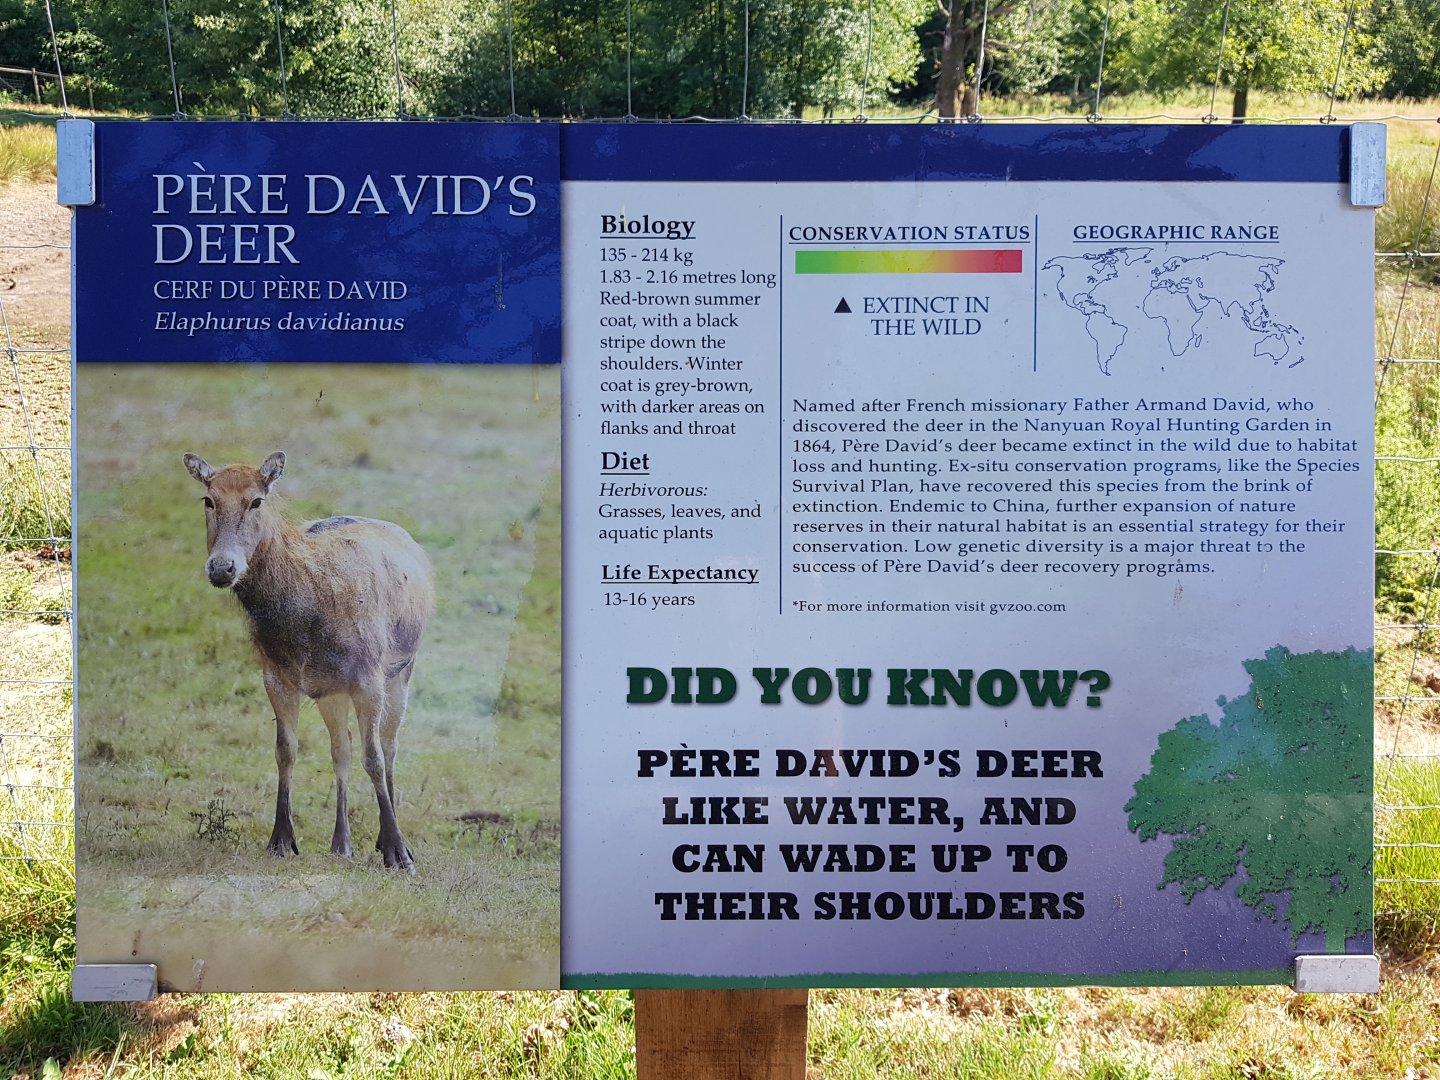 PÈRE DAVID'S
DEER
CERF DU PÈRE DAVID
Elaphurus davidianus
Biology
135 - 214 kg
1.83 - 2.16 metres long
Red-brown summer
coat, with a black
stripe down the
shoulders. Winter
coat is grey-brown,
with darker areas on
flanks and throat
Diet
Herbivorous:
Grasses, leaves, and
aquatic plants
Life Expectancy
13-16 years
CONSERVATION STATUS
▲ EXTINCT IN
THE WILD
GEOGRAPHIC RANGE
Named after French missionary Father Armand David, who
discovered the deer in the Nanyuan Royal Hunting Garden in
1864, Père David's deer became extinct in the wild due to habitat
loss and hunting. Ex-situ conservation programs, like the Species
Survival Plan, have recovered this species from the brink of
extinction. Endemic to China, further expansion of nature
reserves in their natural habitat is an essential strategy for their
conservation. Low genetic diversity is a major threat to the
success of Père David's deer recovery programs.
*For more information visit gvzoo.com
DID YOU KNOW?
PÈRE DAVID'S DEER
LIKE WATER, AND
CAN WADE UP TO
THEIR SHOULDERS